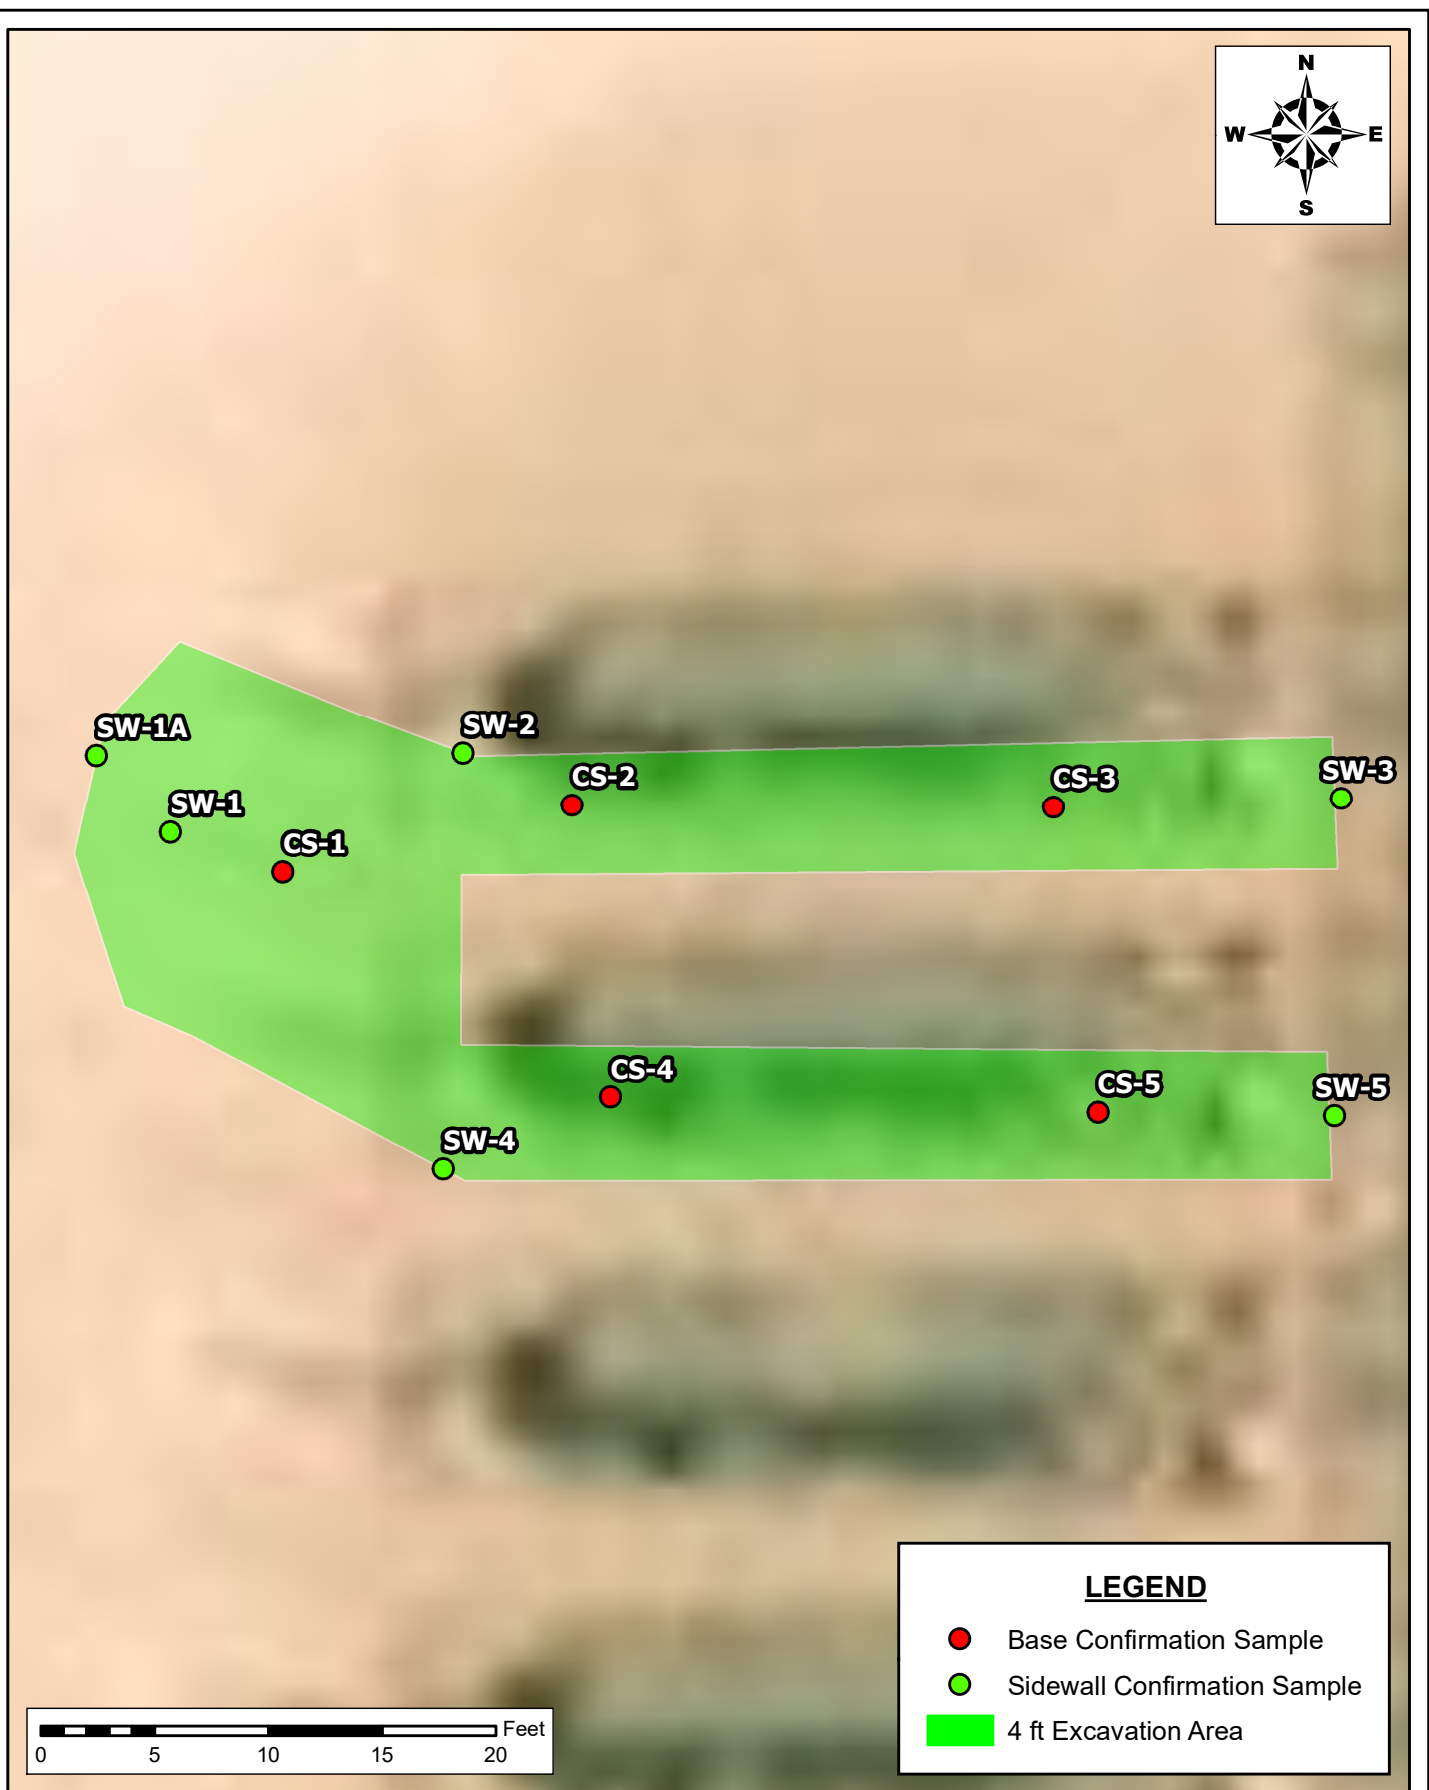 N
W E
S
SW-1A
SW-2
CS-2
CS-3
SW-3
SW-1
CS-1
CS-4
CS-5
SW-5
SW-4
LEGEND
Base Confirmation Sample
Sidewall Confirmation Sample
4 ft Excavation Area
Feet
0 5 10 15 20